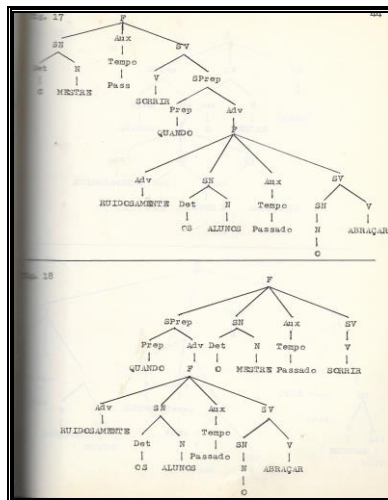 17 F
SN Aux SV
Det N Tempo V SPrep
O MESTRE Pass SORRIR Prep Adv
QUANDO F
Adv SN Aux SV
RUIDOSAMENTE Det N Tempo SN V
OS ALUNOS Passado N ABRAÇAR
O
18 F
SPrep SN Aux SV
Prep Adv Det N Tempo V
QUANDO F O MESTRE Passado SORRIR
Adv SN Aux SV
RUIDOSAMENTE Tempo
Det N Passado SN V
OS ALUNOS N ABRAÇAR
O